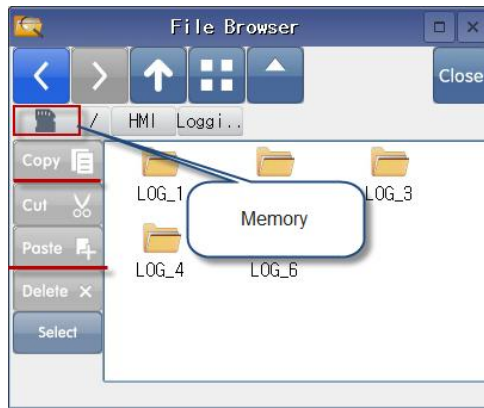 File Browser
Close
/ HMI Loggi..
Copy
Cut
Paste
Delete
Select
LOG_1
LOG_3
Memory
LOG_4
LOG_6